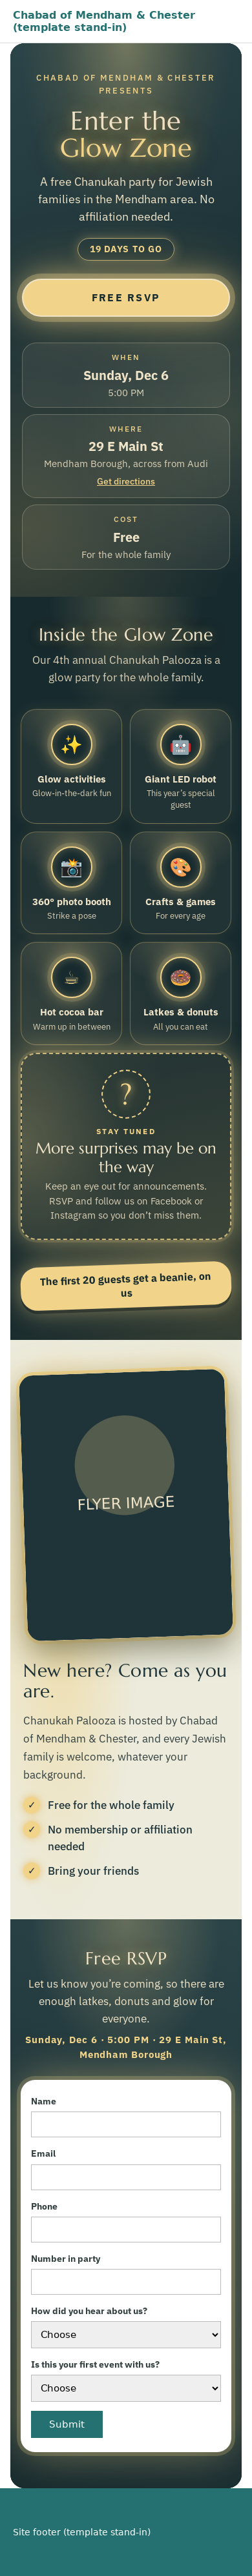 Chabad of Mendham & Chester
(template stand-in)
CHABAD OF MENDHAM & CHESTER
PRESENTS
Enter the
Glow Zone
A free Chanukah party for Jewish
families in the Mendham area. No
affiliation needed.
19 DAYS TO GO
FREE RSVP
WHEN
Sunday, Dec 6
5:00 PM
WHERE
29 E Main St
Mendham Borough, across from Audi
Get directions
COST
Free
For the whole family
Inside the Glow Zone
Our 4th annual Chanukah Palooza is a
glow party for the whole family.
Glow activities
Glow-in-the-dark fun
Giant LED robot
This year’s special
guest
360° photo booth
Strike a pose
Crafts & games
For every age
Hot cocoa bar
Warm up in between
Latkes & donuts
All you can eat
?
STAY TUNED
More surprises may be on
the way
Keep an eye out for announcements.
RSVP and follow us on Facebook or
Instagram so you don’t miss them.
The first 20 guests get a beanie, on
us
FLYER IMAGE
New here? Come as you
are.
Chanukah Palooza is hosted by Chabad
of Mendham & Chester, and every Jewish
family is welcome, whatever your
background.
Free for the whole family
No membership or affiliation
needed
Bring your friends
Free RSVP
Let us know you’re coming, so there are
enough latkes, donuts and glow for
everyone.
Sunday, Dec 6 · 5:00 PM · 29 E Main St,
Mendham Borough
Name
Email
Phone
Number in party
How did you hear about us?
Choose
Is this your first event with us?
Choose
Submit
Site footer (template stand-in)